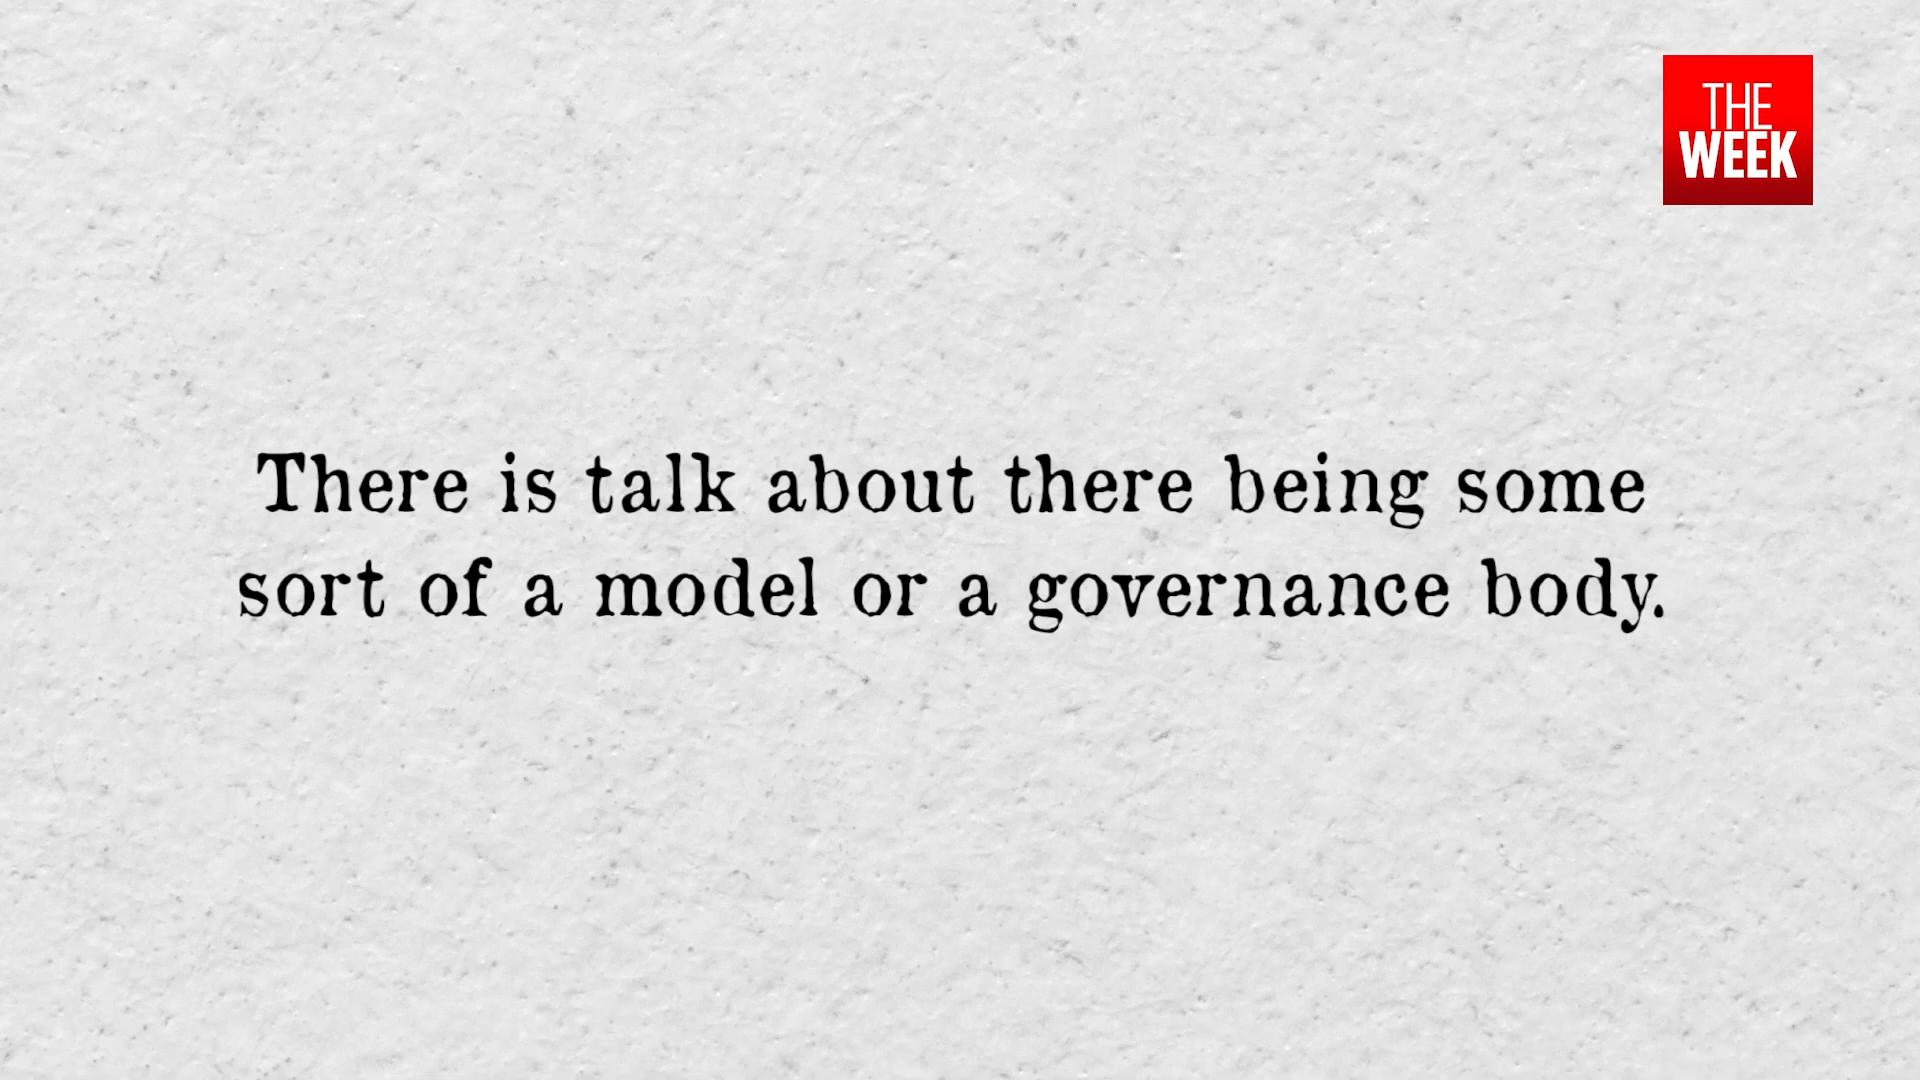 THE
WEEK
There is talk about there being some
sort of a model or a governance body.